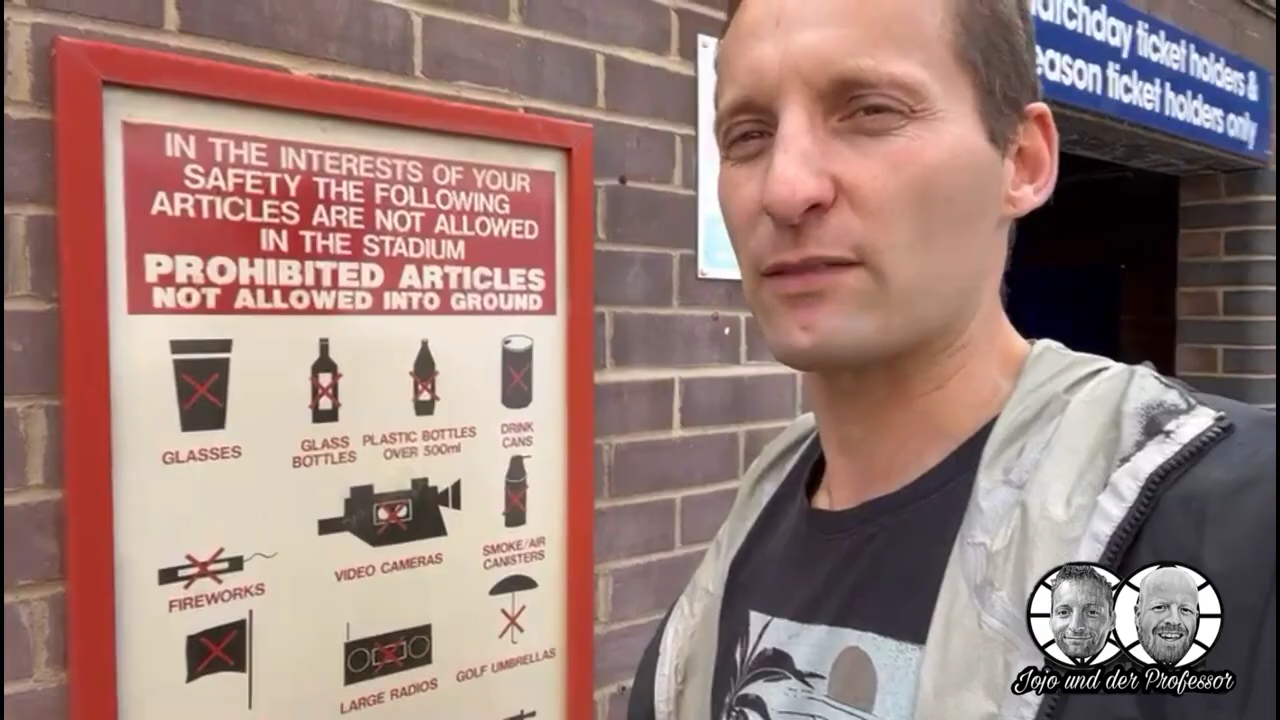 IN THE INTERESTS OF YOUR
SAFETY THE FOLLOWING
ARTICLES ARE NOT ALLOWED
IN THE STADIUM
PROHIBITED ARTICLES
NOT ALLOWED INTO GROUND
GLASSES
GLASS
BOTTLES
PLASTIC BOTTLES
OVER 500ml
DRINK
CANS
FIREWORKS
VIDEO CAMERAS
SMOKE/AIR
CANISTERS
LARGE RADIOS
GOLF UMBRELLAS
atchday ticket holders &
eason ticket holders only
Jojo und der Professor